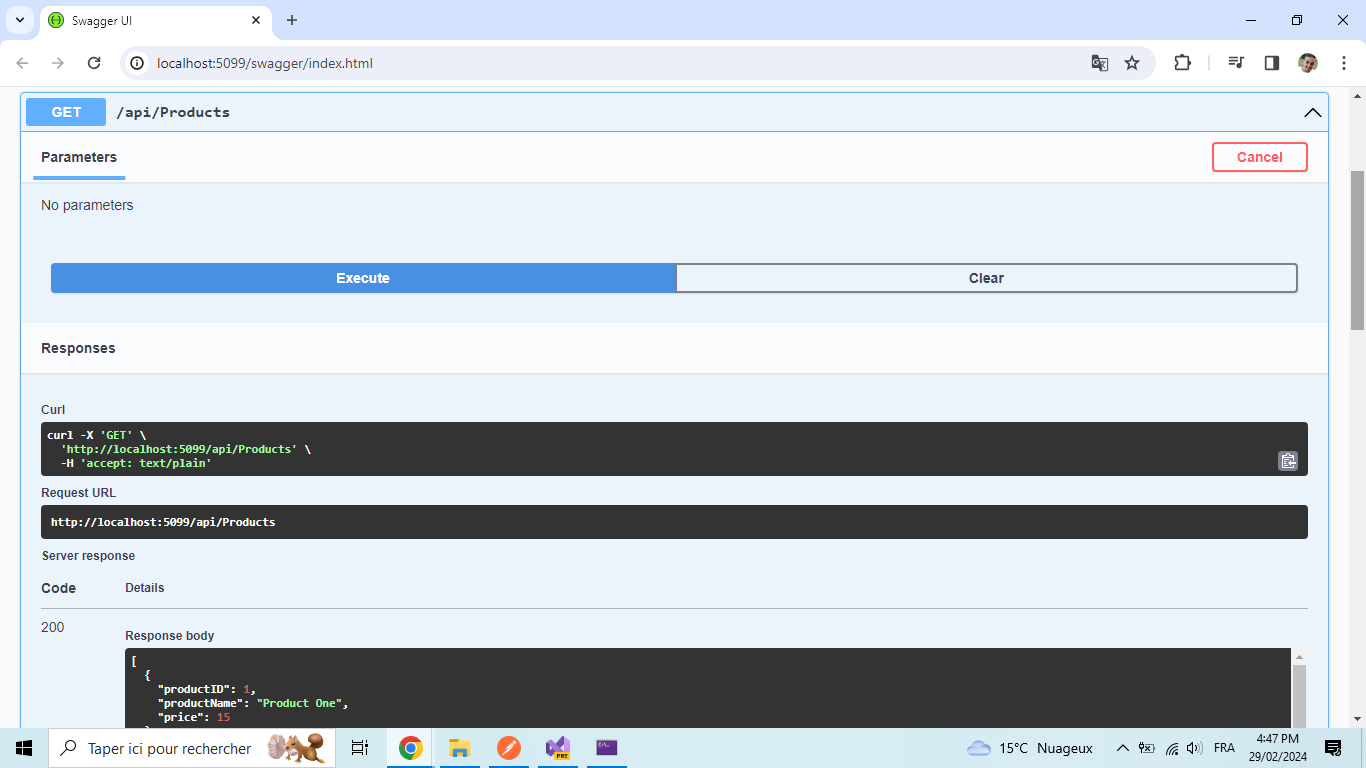 Swagger UI
localhost:5099/swagger/index.html
GET /api/Products
Parameters
Cancel
No parameters
Execute
Clear
Responses
Curl
curl -X 'GET' \
'http://localhost:5099/api/Products' \
-H 'accept: text/plain'
Request URL
http://localhost:5099/api/Products
Server response
Code Details
200
Response body
[
{
"productID": 1,
"productName": "Product One",
"price": 15
Taper ici pour rechercher
PRE
15°C Nuageux
FRA
4:47 PM
29/02/2024